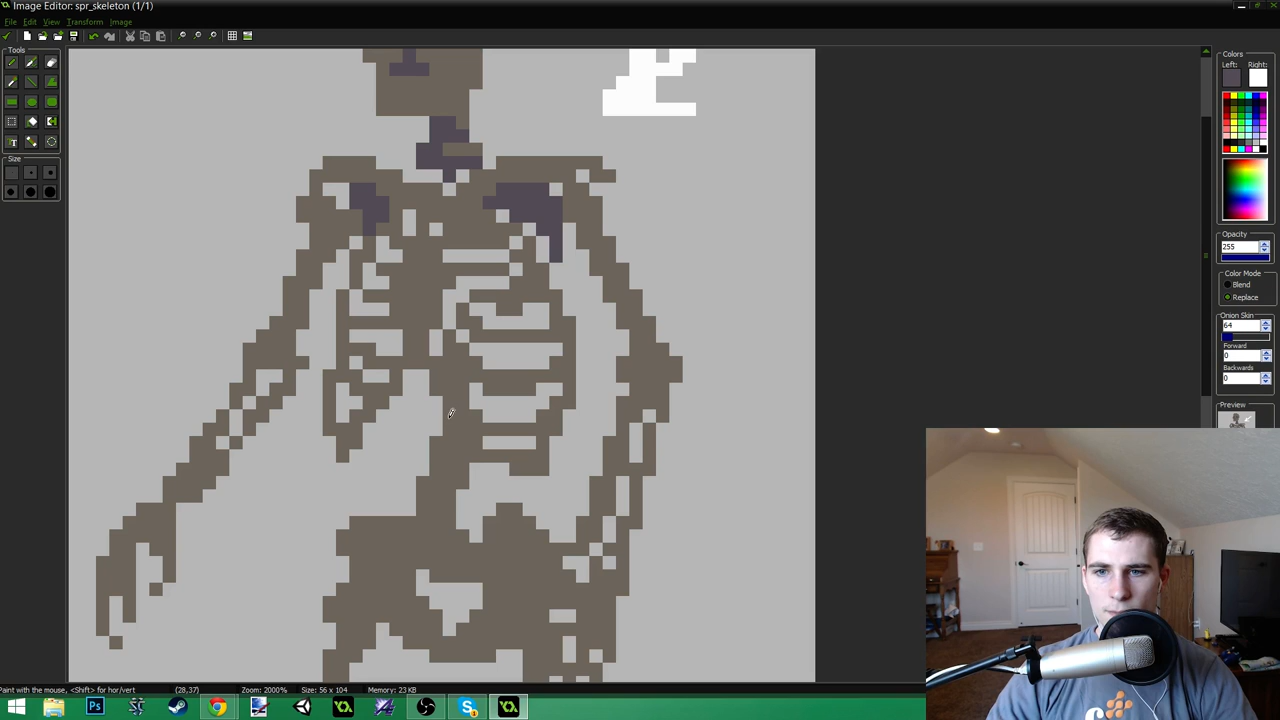 Image Editor: spr_skeleton (1/1)
File Edit View Transform Image
Tools
Size
Colors
Left: Right:
Opacity
255
Color Mode
Blend
Replace
Onion Skin
64
Forward
0
Backwards
0
Preview
Paint with the mouse, <Shift> for hor/vert (28,37) Zoom: 2000% Size: 56 x 104 Memory: 23 KB
Ps